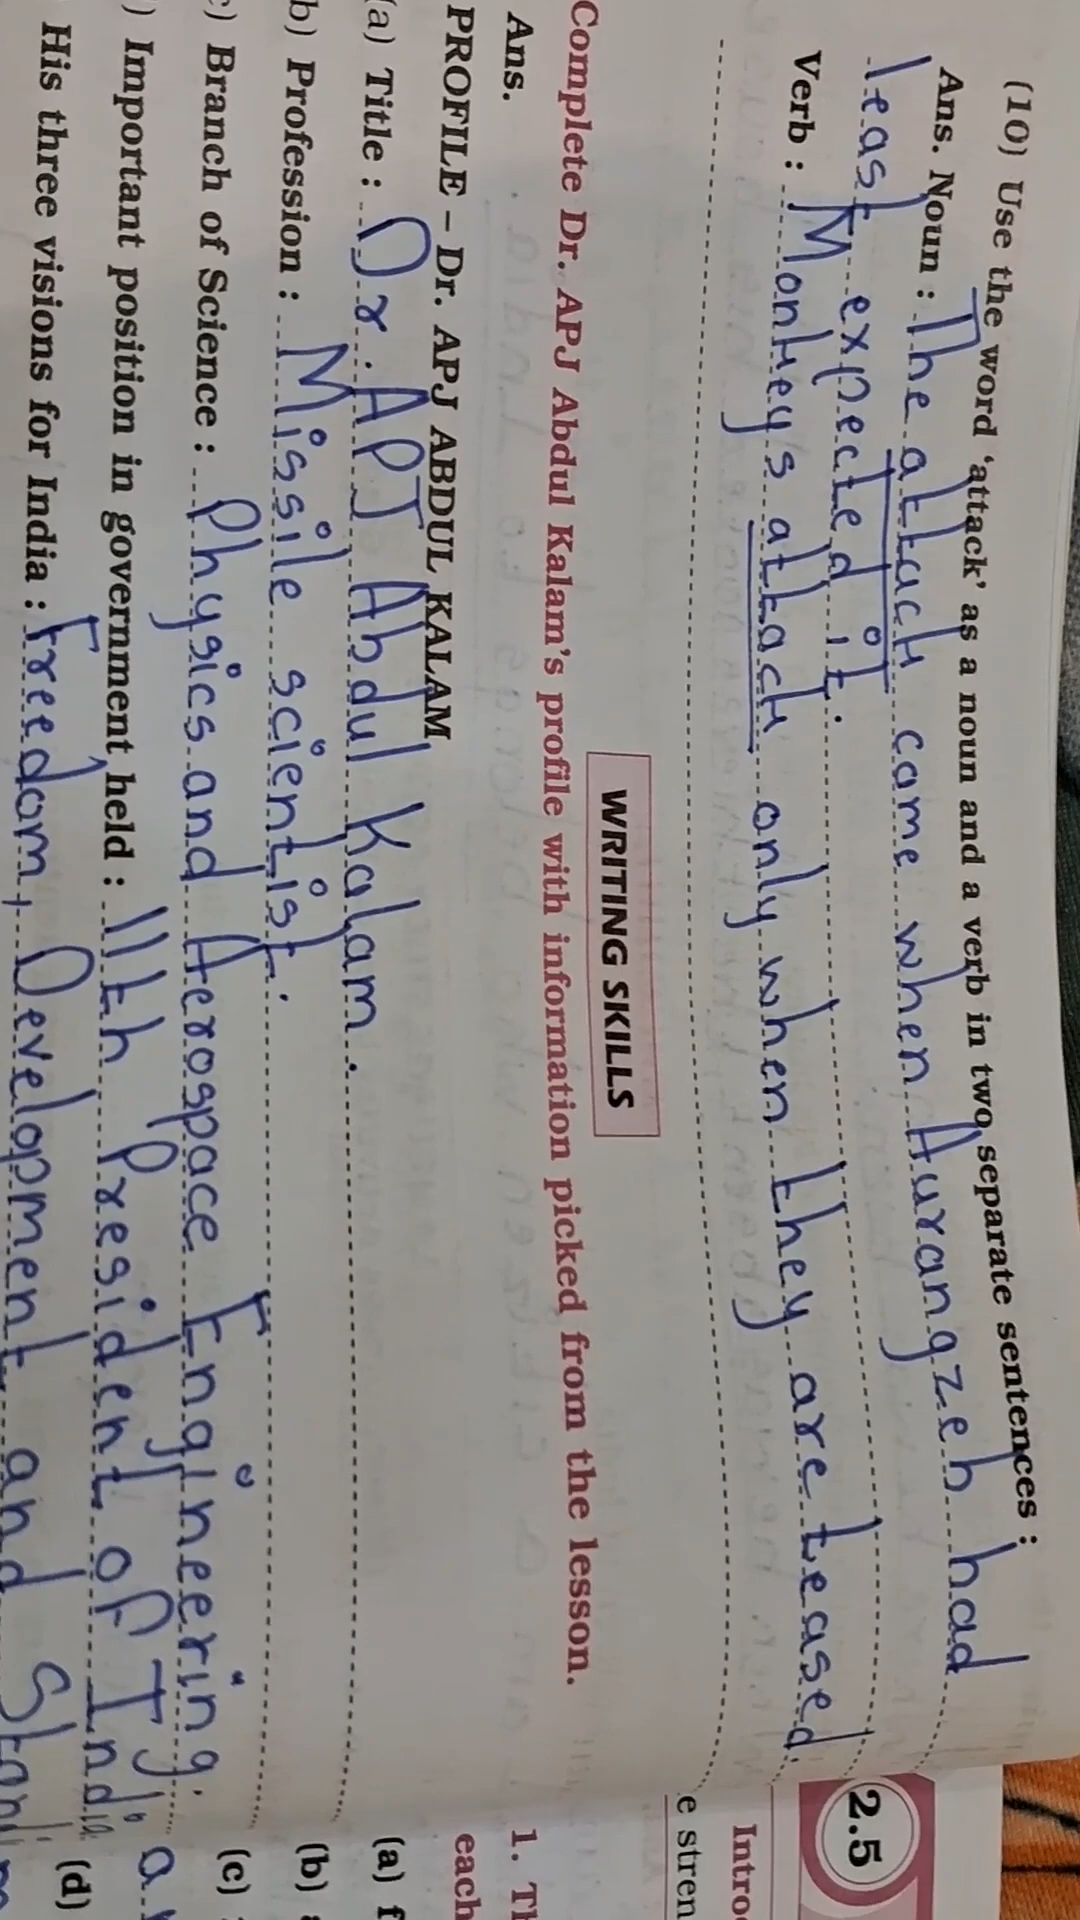 (10) Use the word 'attack' as a noun and a verb in two separate sentences :
Ans. Noun : The attack came when Aurangzeb had
least expected it.
Verb : Monkeys attack only when they are teased.
WRITING SKILLS
Complete Dr. APJ Abdul Kalam's profile with information picked from the lesson.
Ans.
PROFILE – Dr. APJ ABDUL KALAM
(a) Title : Dr. APJ Abdul Kalam.
b) Profession : Missile scientist.
c) Branch of Science : Physics and Aerospace Engineering.
) Important position in government held : 11th President of India
His three visions for India : Freedom, Development and
2.5
Introd
e stren
1. Th
each
(a) f
(b)
(c)
(d)